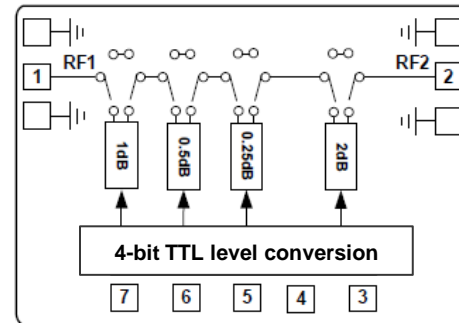 1 RF1 RF2 2
1dB 0.5dB 0.25dB 2dB
4-bit TTL level conversion
7 6 5 4 3